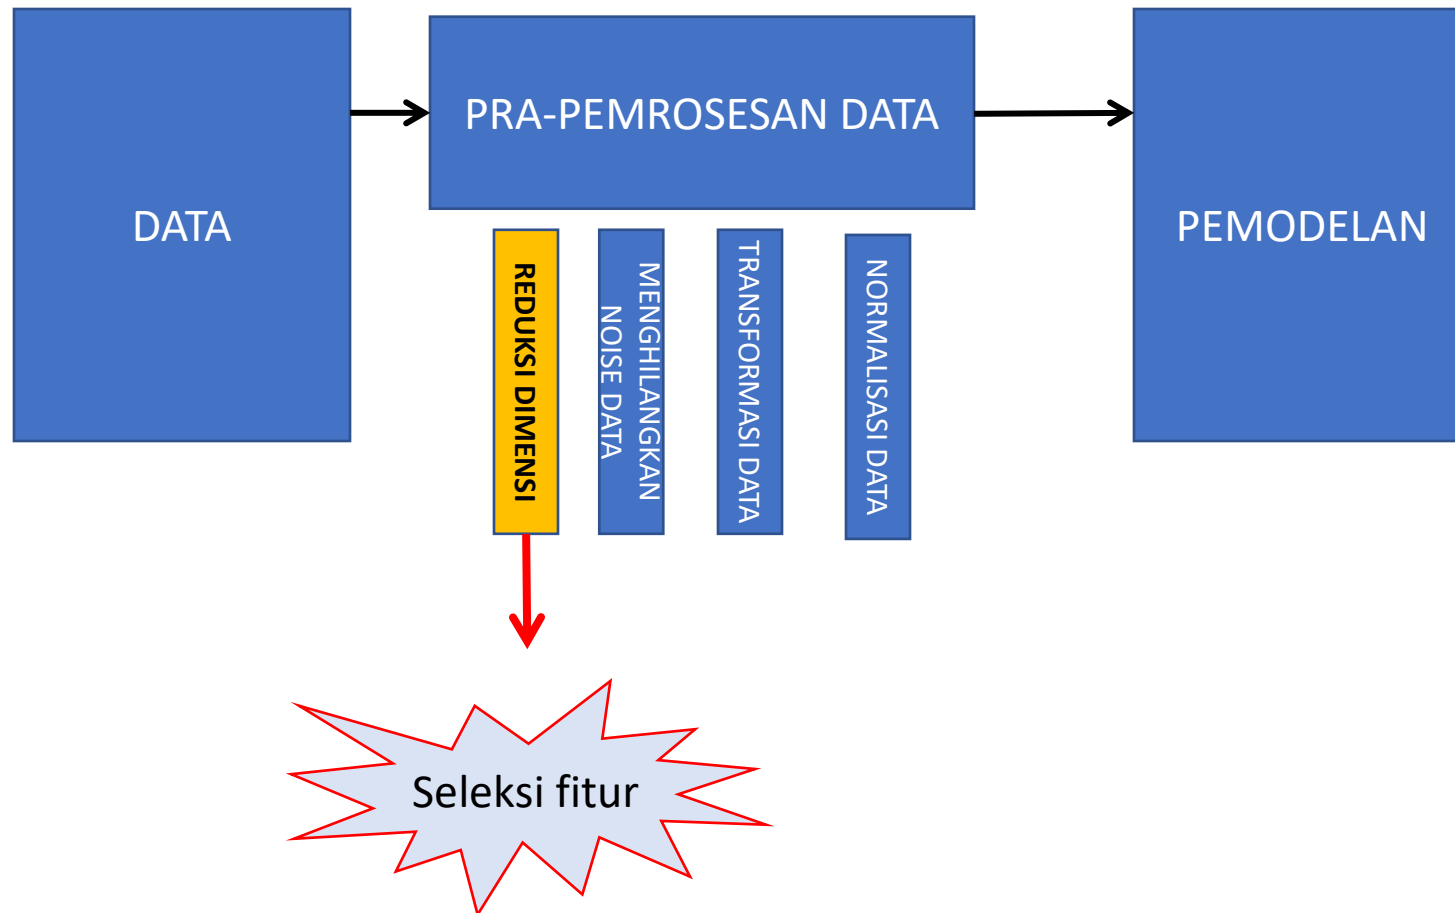 DATA
PRA-PEMROSESAN DATA
PEMODELAN
REDUKSI DIMENSI
MENGHILANGKAN
NOISE DATA
TRANSFORMASI DATA
NORMALISASI DATA
Seleksi fitur